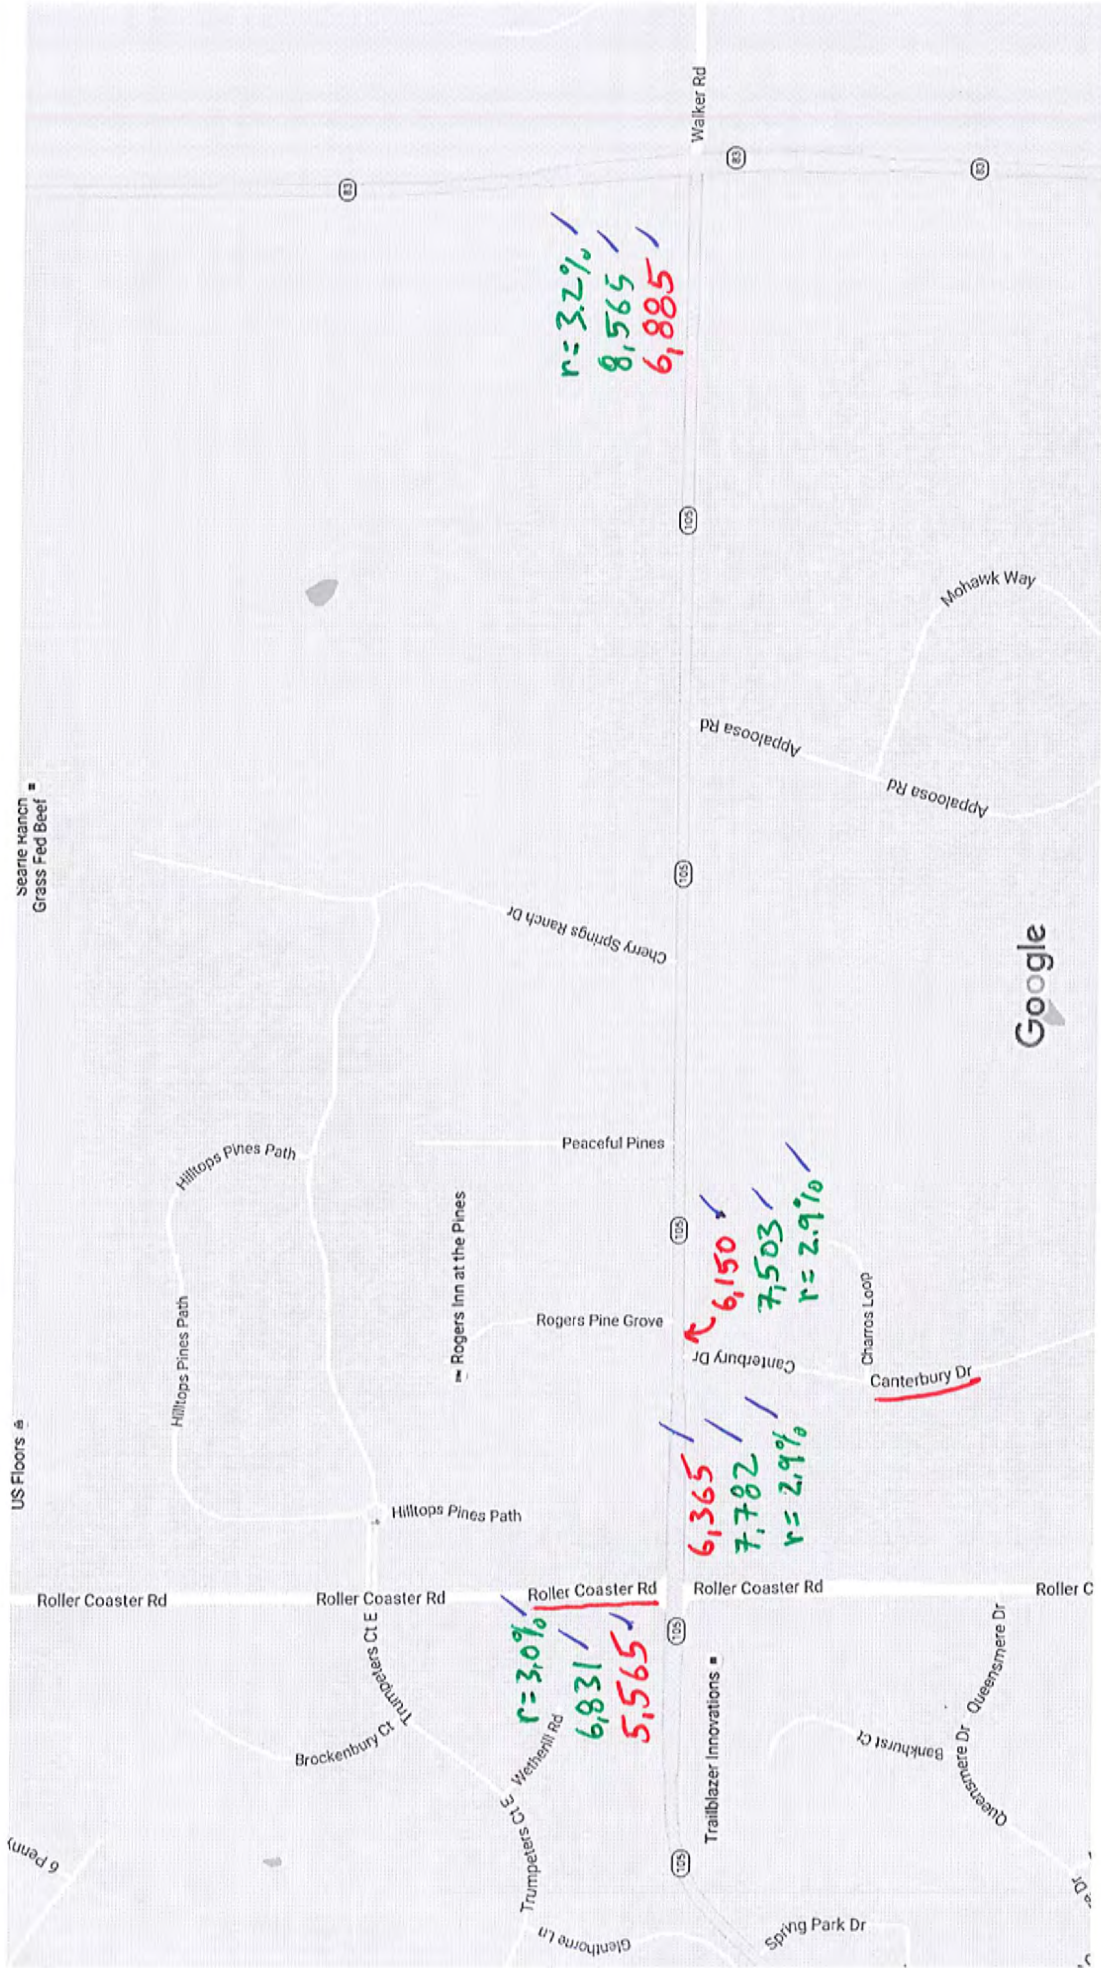 Searle Ranch
Grass Fed Beef
US Floors
6 Penny
83
83
83
Walker Rd
r = 3.2%
8,565
6,885
105
Mohawk Way
Appaloosa Rd
Appaloosa Rd
105
Cherry Springs Ranch Dr
Google
Hilltops Pines Path
Hilltops Pines Path
Hilltops Pines Path
Peaceful Pines
Rogers Inn at the Pines
Rogers Pine Grove
105
6,150
7,503
r = 2.9%
Canterbury Dr
Charros Loop
Canterbury Dr
6,365
7,782
r = 2.9%
Roller Coaster Rd
Roller Coaster Rd
Roller Coaster Rd
Roller Coaster Rd
Roller C
r = 3.0%
6,831
5,565
105
Trumpeters Ct E
Brockenbury Ct
Wetherill Rd
Trumpeters Ct E
Glenthorne Ln
Trailblazer Innovations
105
Bankhurst Ct
Queensmere Dr
Queensmere Dr
Spring Park Dr
Dr